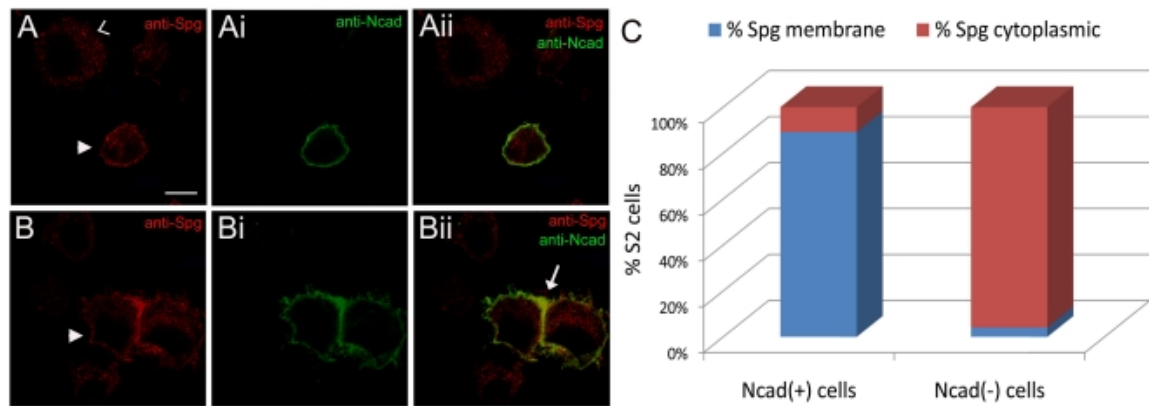 A anti-Spg
Ai anti-Ncad
Aii anti-Spg
anti-Ncad
B anti-Spg
Bi
Bii anti-Spg
anti-Ncad
C
% Spg membrane % Spg cytoplasmic
% S2 cells
100%
80%
60%
40%
20%
0%
Ncad(+) cells Ncad(-) cells